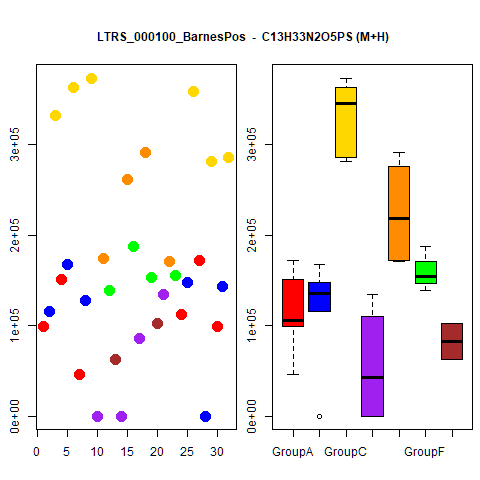 LTRS_000100_BarnesPos - C13H33N2O5PS (M+H)
3e+05
2e+05
1e+05
0e+00
0 5 10 15 20 25 30
3e+05
2e+05
1e+05
0e+00
GroupA GroupC GroupF